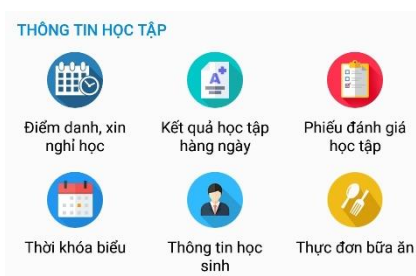 THÔNG TIN HỌC TẬP
A+
Điểm danh, xin
nghỉ học
Kết quả học tập
hàng ngày
Phiếu đánh giá
học tập
Thời khóa biểu
Thông tin học
sinh
Thực đơn bữa ăn